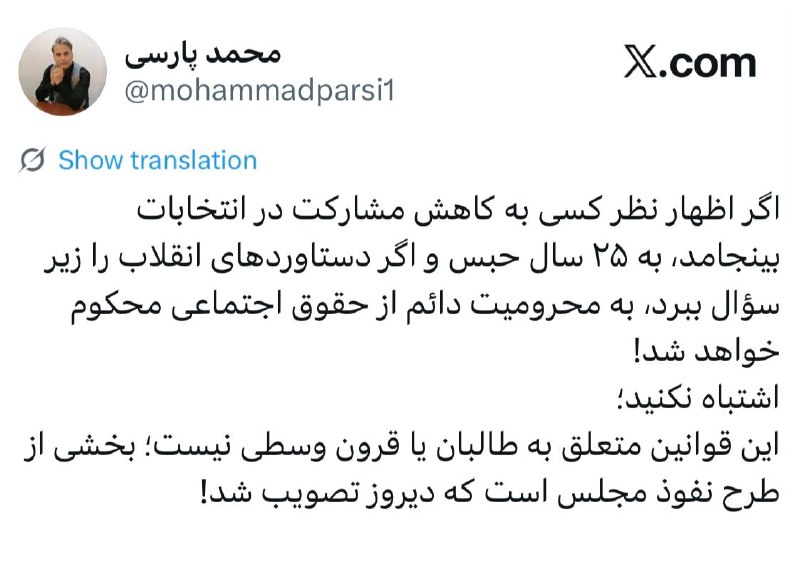 محمد پارسی
@mohammadparsi1
X.com
Show translation
اگر اظهار نظر کسی به کاهش مشارکت در انتخابات
بینجامد، به ۲۵ سال حبس و اگر دستاوردهای انقلاب را زیر
سؤال ببرد، به محرومیت دائم از حقوق اجتماعی محکوم
خواهد شد!
اشتباه نکنید؛
این قوانین متعلق به طالبان یا قرون وسطی نیست؛ بخشی از
طرح نفوذ مجلس است که دیروز تصویب شد!